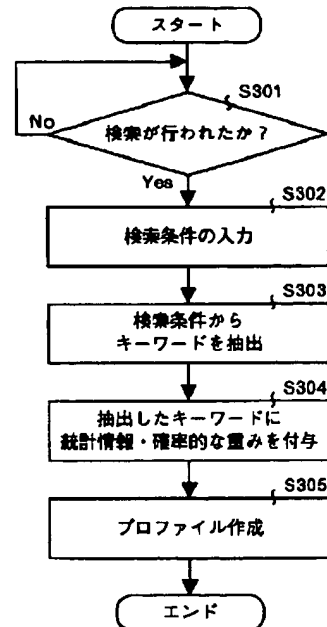 スタート
S301
No
検索が行われたか？
Yes
S302
検索条件の入力
S303
検索条件から
キーワードを抽出
S304
抽出したキーワードに
統計情報・確率的な重みを付与
S305
プロファイル作成
エンド